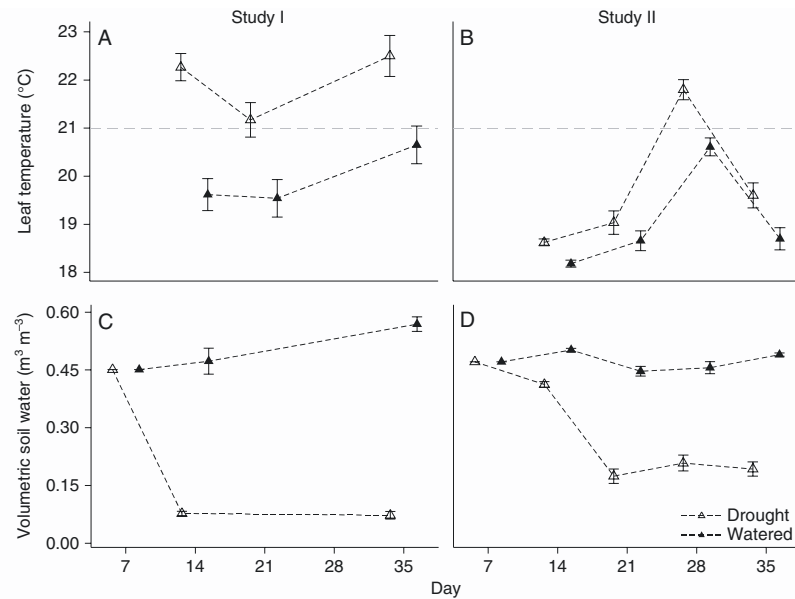 Study I
Study II
A
B
23
22
21
20
19
18
Leaf temperature (°C)
C
D
0.60
0.45
0.30
0.15
0.00
Volumetric soil water (m³ m⁻³)
Drought
Watered
7 14 21 28 35
7 14 21 28 35
Day